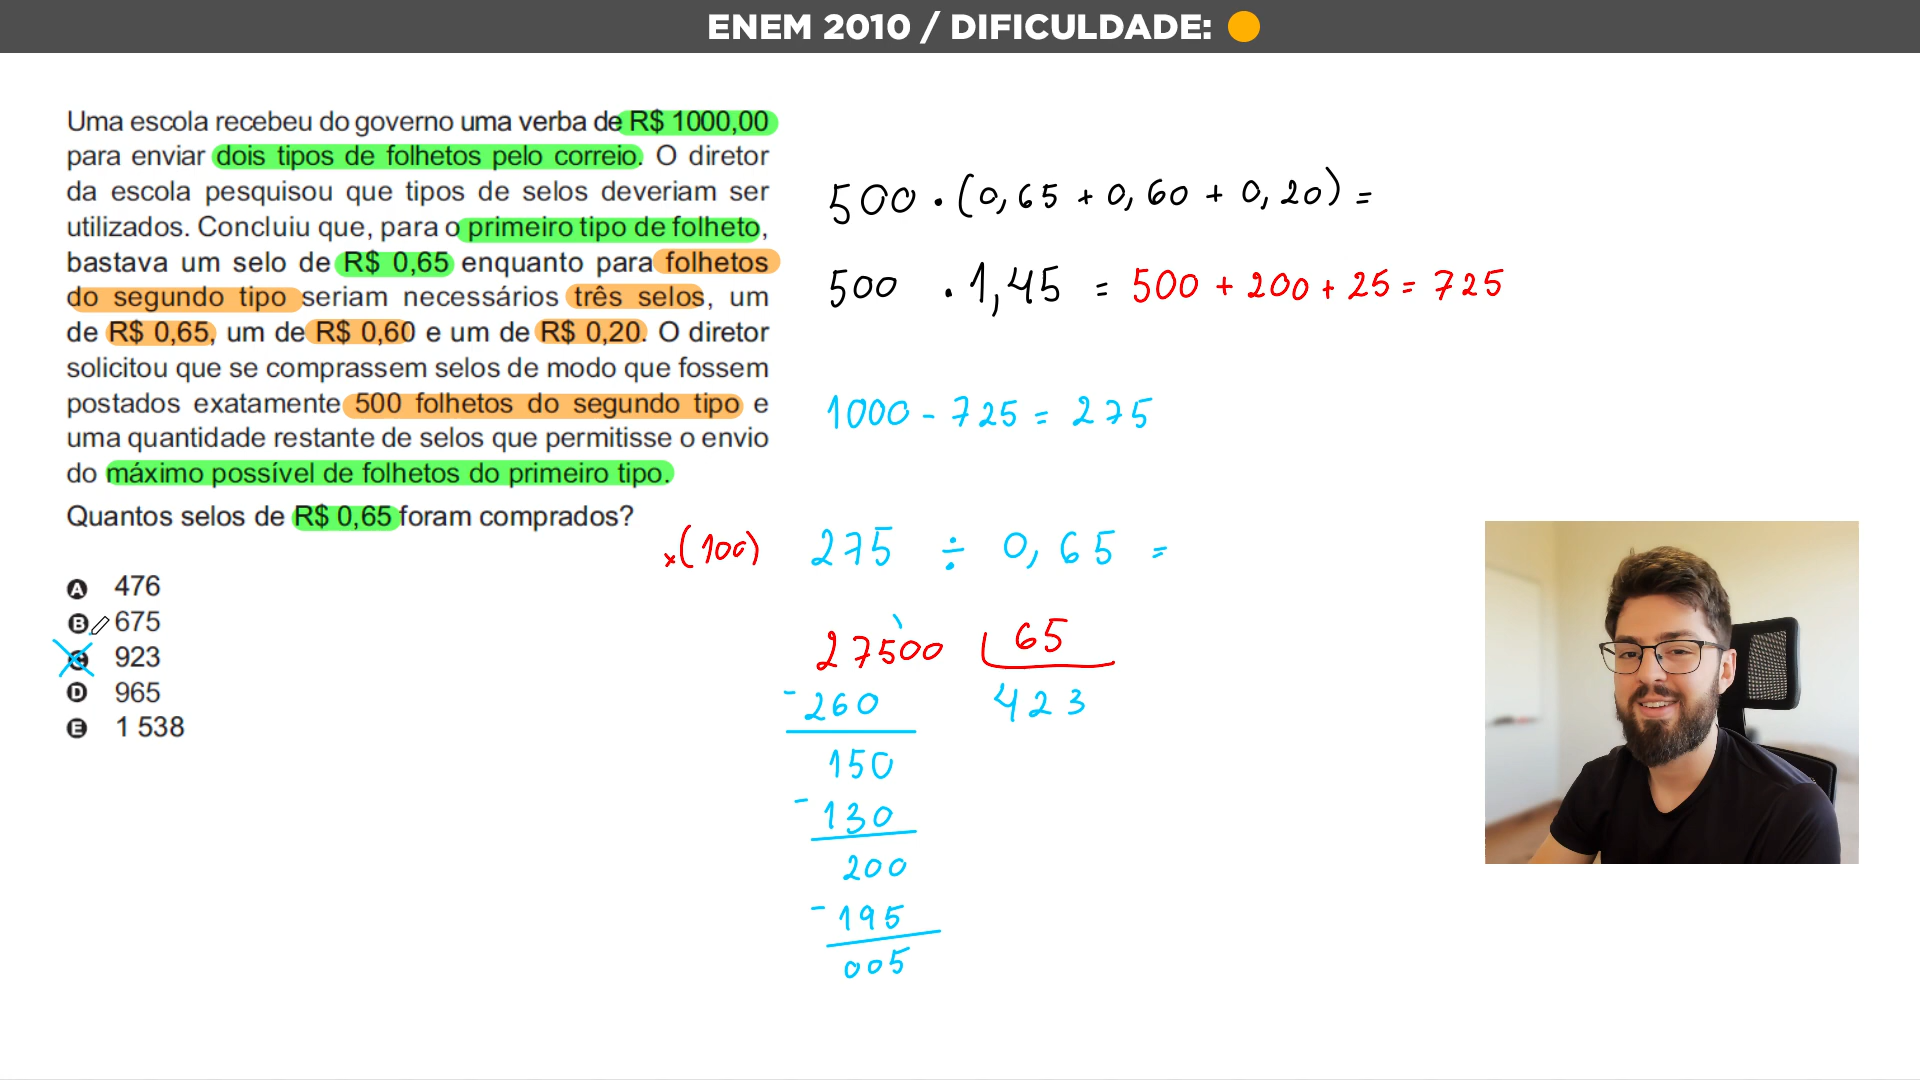 ENEM 2010 / DIFICULDADE:
Uma escola recebeu do governo uma verba de R$ 1000,00
para enviar dois tipos de folhetos pelo correio. O diretor
da escola pesquisou que tipos de selos deveriam ser
utilizados. Concluiu que, para o primeiro tipo de folheto,
bastava um selo de R$ 0,65 enquanto para folhetos
do segundo tipo seriam necessários três selos, um
de R$ 0,65, um de R$ 0,60 e um de R$ 0,20. O diretor
solicitou que se comprassem selos de modo que fossem
postados exatamente 500 folhetos do segundo tipo e
uma quantidade restante de selos que permitisse o envio
do máximo possível de folhetos do primeiro tipo.
Quantos selos de R$ 0,65 foram comprados?
A 476
B 675
C 923
D 965
E 1 538
500 . (0,65 + 0,60 + 0,20) =
500 . 1,45 = 500 + 200 + 25 = 725
1000 - 725 = 275
x(100) 275 ÷ 0,65 =
27500 65
-260 423
150
-130
200
-195
005